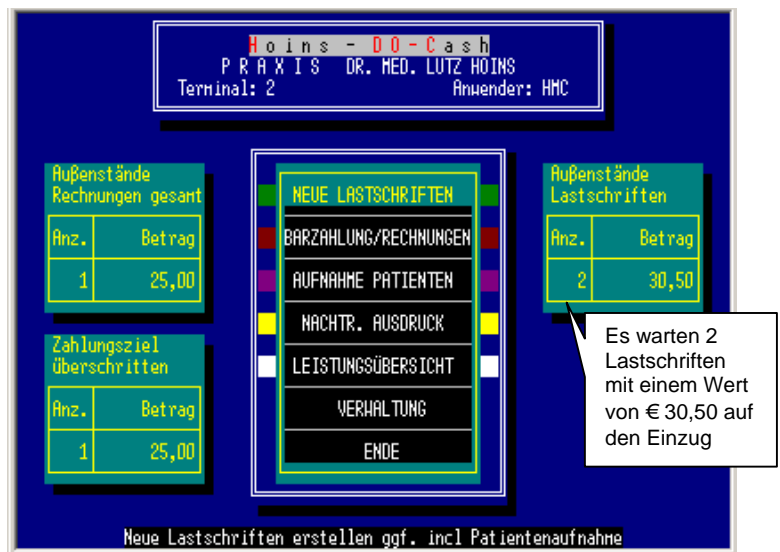 Hoins - DO-Cash
PRAXIS DR. MED. LUTZ HOINS
Terminal: 2 Anwender: HMC
Außenstände
Rechnungen gesamt
Anz. Betrag
1 25,00
Zahlungsziel
überschritten
Anz. Betrag
1 25,00
NEUE LASTSCHRIFTEN
BARZAHLUNG/RECHNUNGEN
AUFNAHME PATIENTEN
NACHTR. AUSDRUCK
LEISTUNGSÜBERSICHT
VERWALTUNG
ENDE
Außenstände
Lastschriften
Anz. Betrag
2 30,50
Es warten 2
Lastschriften
mit einem Wert
von € 30,50 auf
den Einzug
Neue Lastschriften erstellen ggf. incl Patientenaufnahme